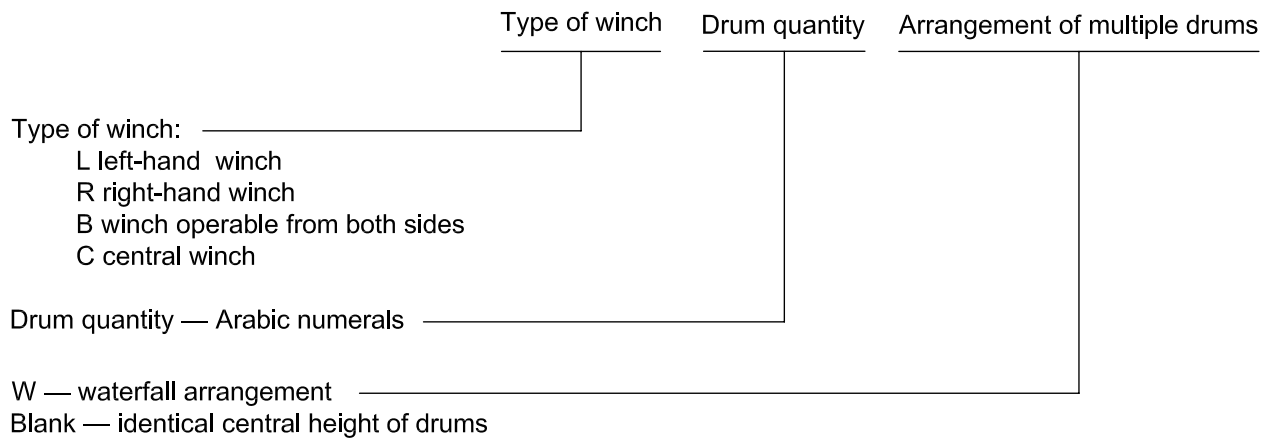 Type of winch Drum quantity Arrangement of multiple drums
Type of winch:
L left-hand winch
R right-hand winch
B winch operable from both sides
C central winch
Drum quantity — Arabic numerals
W — waterfall arrangement
Blank — identical central height of drums